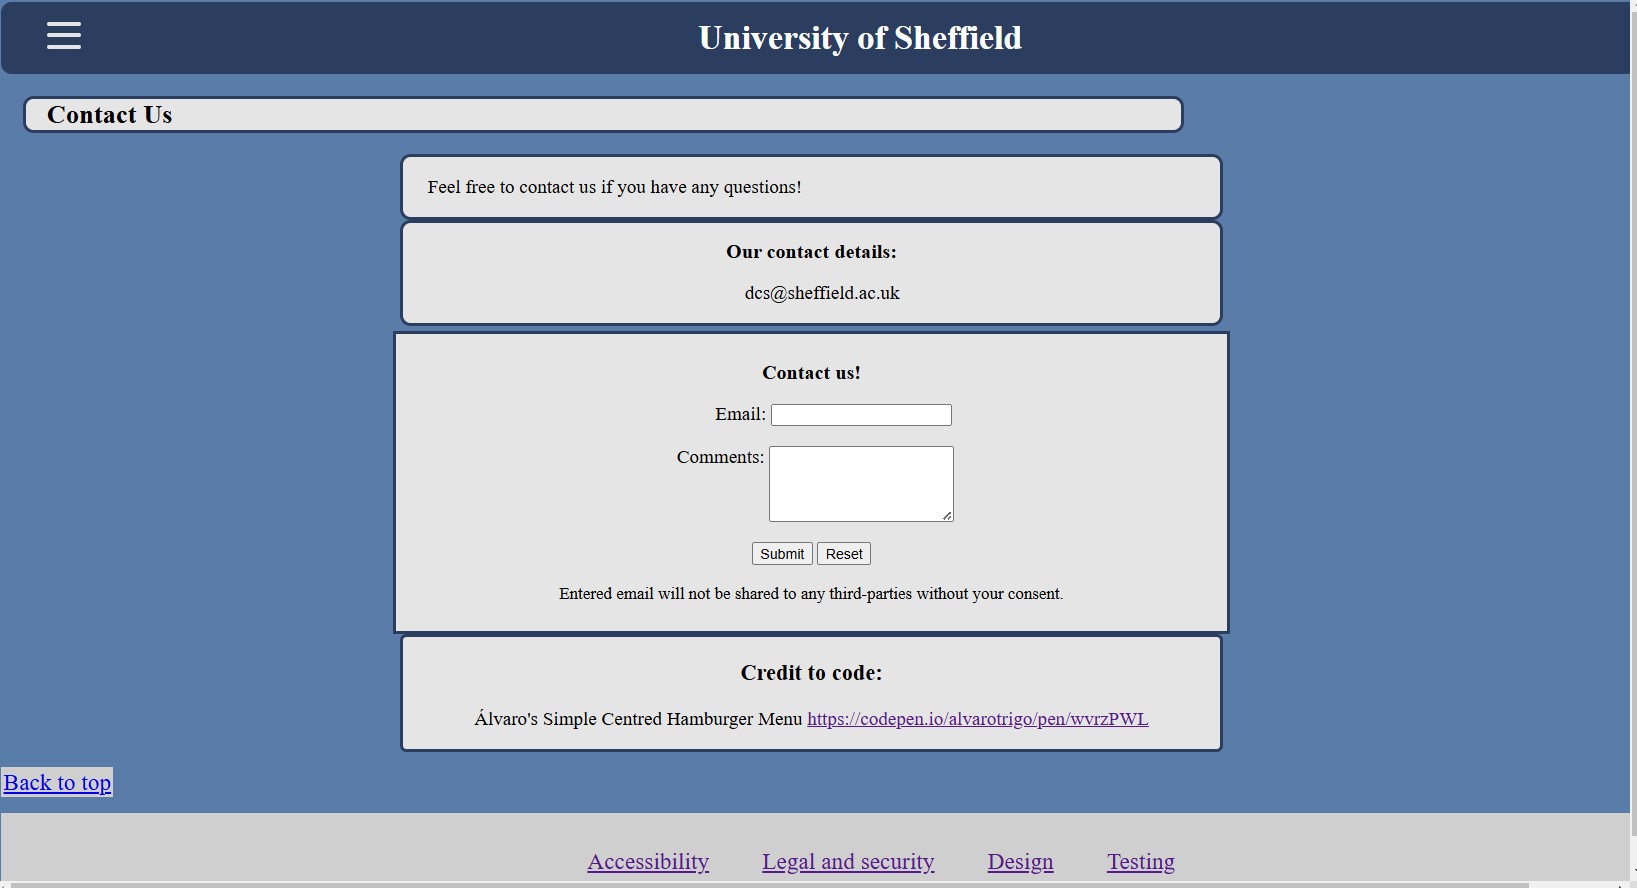 University of Sheffield
Contact Us
Feel free to contact us if you have any questions!
Our contact details:
dcs@sheffield.ac.uk
Contact us!
Email:
Comments:
Submit Reset
Entered email will not be shared to any third-parties without your consent.
Credit to code:
Álvaro's Simple Centred Hamburger Menu https://codepen.io/alvarotrigo/pen/wvrzPWL
Back to top
Accessibility Legal and security Design Testing